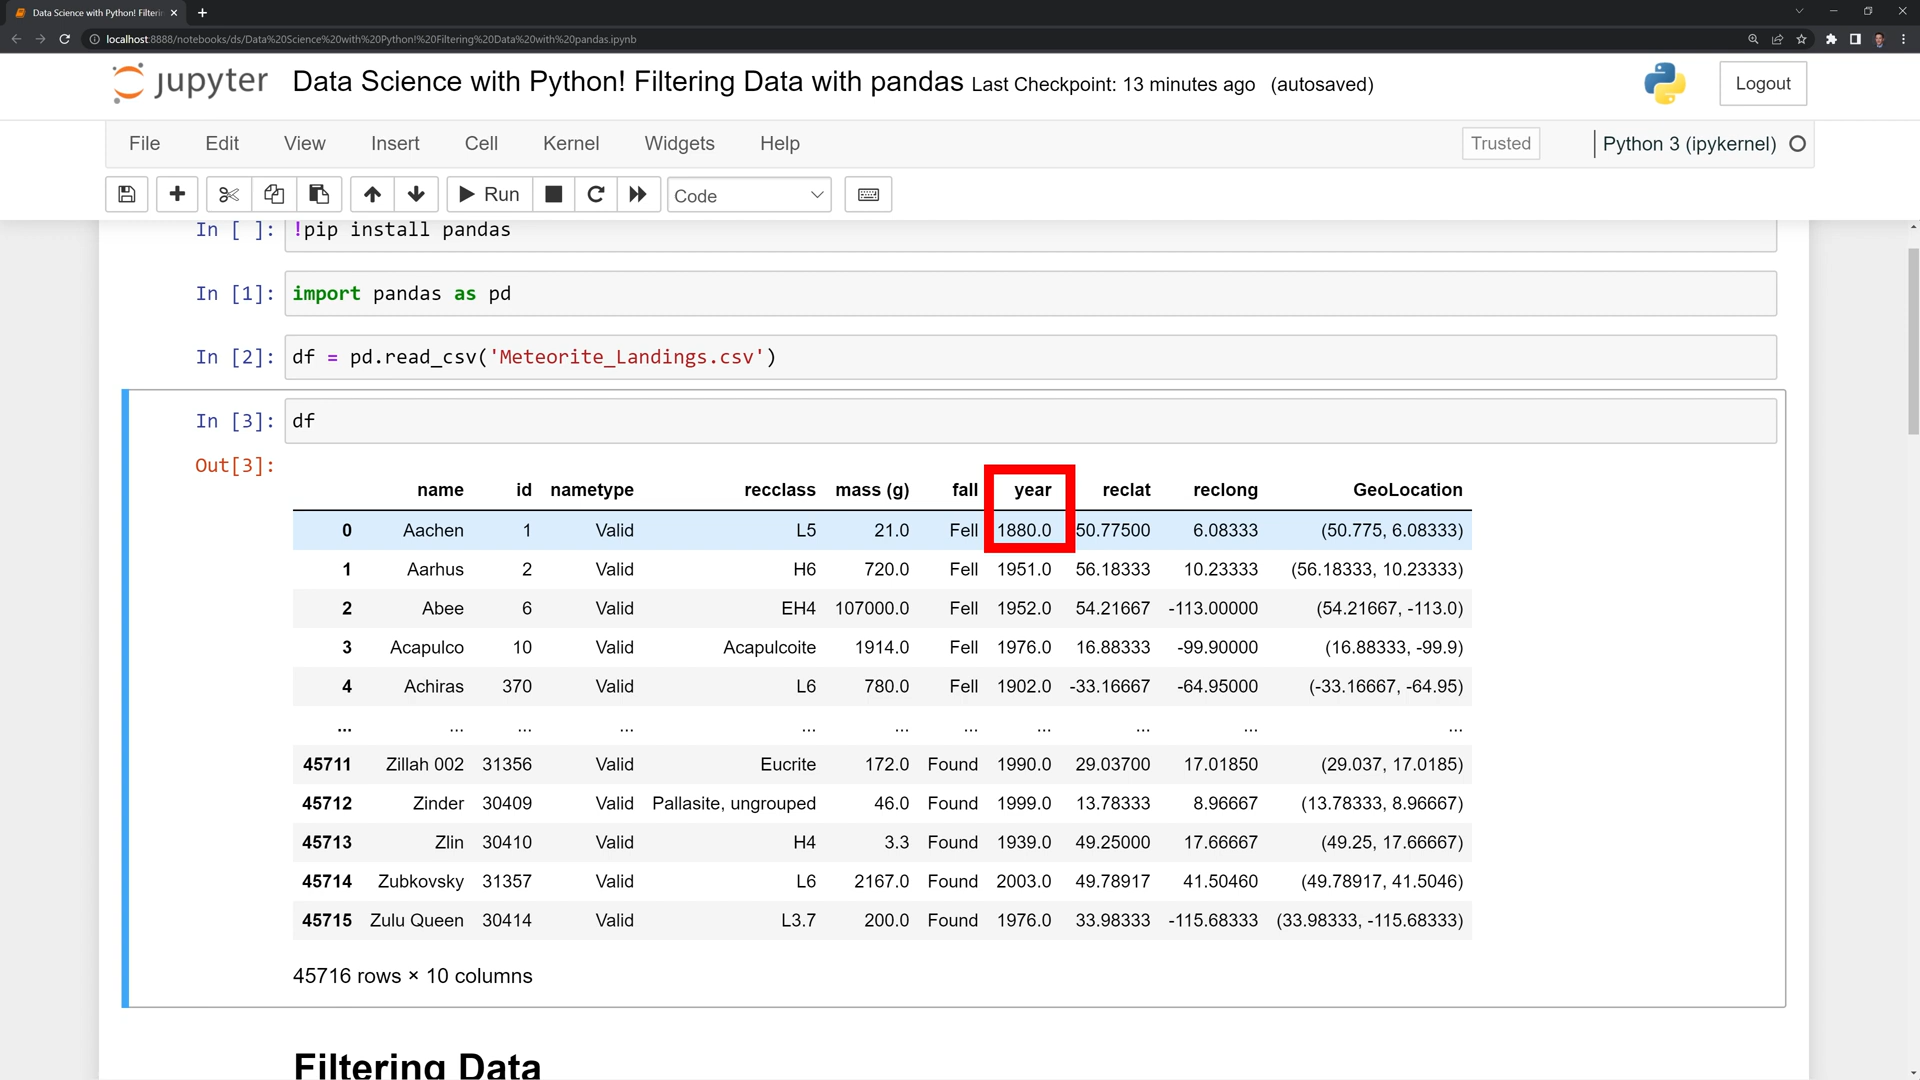 Data Science with Python! Filterin
localhost:8888/notebooks/ds/Data%20Science%20with%20Python!%20Filtering%20Data%20with%20pandas.ipynb
jupyter Data Science with Python! Filtering Data with pandas Last Checkpoint: 13 minutes ago (autosaved) Logout
File Edit View Insert Cell Kernel Widgets Help Trusted Python 3 (ipykernel)
Run Code
In [ ]: !pip install pandas
In [1]: import pandas as pd
In [2]: df = pd.read_csv('Meteorite_Landings.csv')
In [3]: df
Out[3]:
name id nametype recclass mass (g) fall year reclat reclong GeoLocation
0 Aachen 1 Valid L5 21.0 Fell 1880.0 50.77500 6.08333 (50.775, 6.08333)
1 Aarhus 2 Valid H6 720.0 Fell 1951.0 56.18333 10.23333 (56.18333, 10.23333)
2 Abee 6 Valid EH4 107000.0 Fell 1952.0 54.21667 -113.00000 (54.21667, -113.0)
3 Acapulco 10 Valid Acapulcoite 1914.0 Fell 1976.0 16.88333 -99.90000 (16.88333, -99.9)
4 Achiras 370 Valid L6 780.0 Fell 1902.0 -33.16667 -64.95000 (-33.16667, -64.95)
... ... ... ... ... ... ... ... ... ... ...
45711 Zillah 002 31356 Valid Eucrite 172.0 Found 1990.0 29.03700 17.01850 (29.037, 17.0185)
45712 Zinder 30409 Valid Pallasite, ungrouped 46.0 Found 1999.0 13.78333 8.96667 (13.78333, 8.96667)
45713 Zlin 30410 Valid H4 3.3 Found 1939.0 49.25000 17.66667 (49.25, 17.66667)
45714 Zubkovsky 31357 Valid L6 2167.0 Found 2003.0 49.78917 41.50460 (49.78917, 41.5046)
45715 Zulu Queen 30414 Valid L3.7 200.0 Found 1976.0 33.98333 -115.68333 (33.98333, -115.68333)
45716 rows × 10 columns
Filtering Data